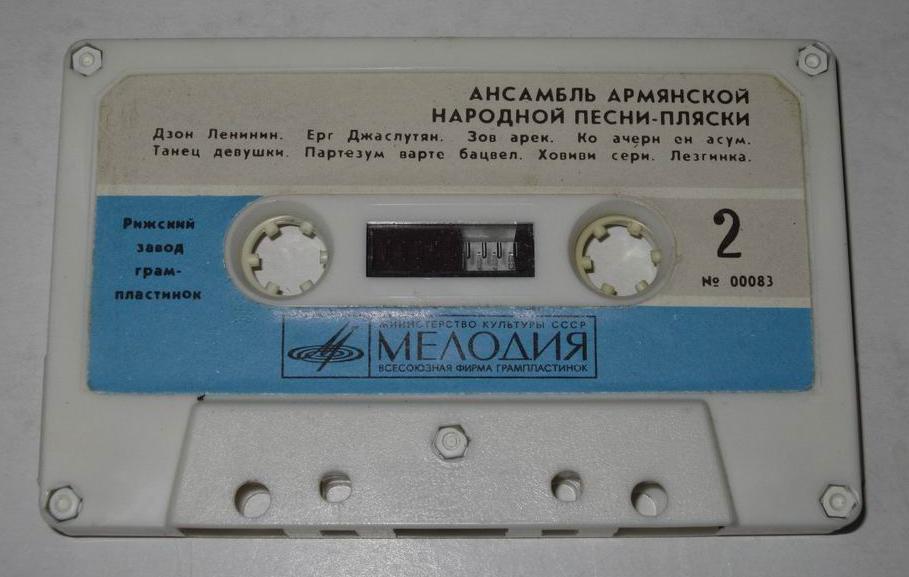 АНСАМБЛЬ АРМЯНСКОЙ
НАРОДНОЙ ПЕСНИ-ПЛЯСКИ
Дзон Ленинин. Ерг Джаслутян. Зов арек. Ко ачерн ен асум.
Танец девушки. Партезум варте бацвел. Ховиви сери. Лезгинка.
Рижский
завод
грам-
пластинок
2
№ 00083
МИНИСТЕРСТВО КУЛЬТУРЫ СССР
МЕЛОДИЯ
ВСЕСОЮЗНАЯ ФИРМА ГРАМПЛАСТИНОК